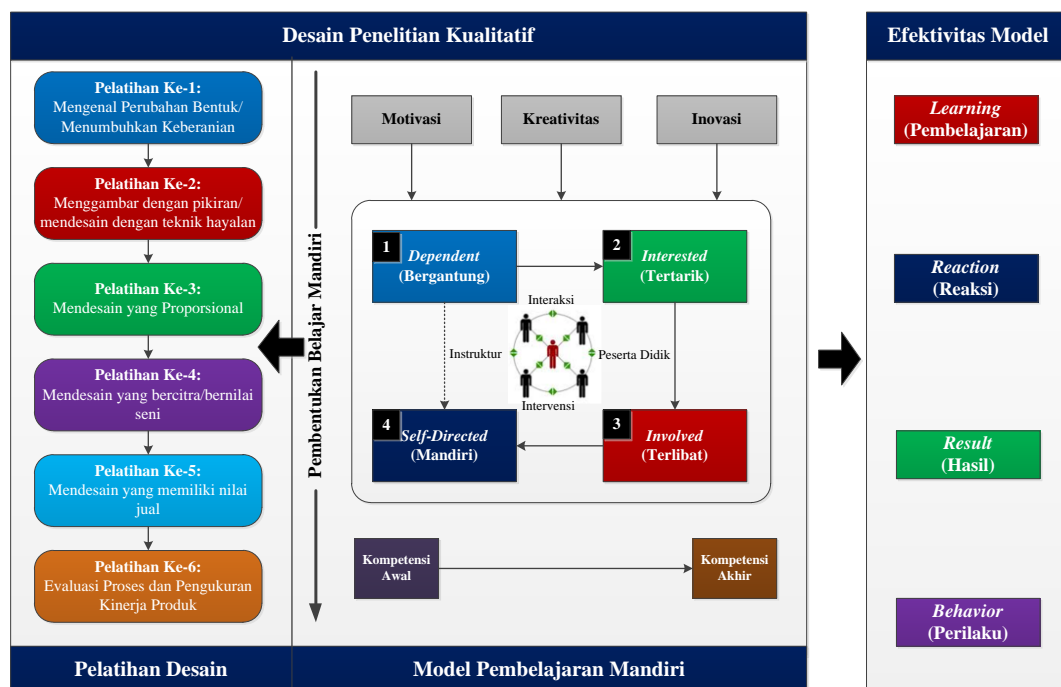 Desain Penelitian Kualitatif
Pelatihan Ke-1:
Mengenal Perubahan Bentuk/
Menumbuhkan Keberanian
Pelatihan Ke-2:
Menggambar dengan pikiran/
mendesain dengan teknik hayalan
Pelatihan Ke-3:
Mendesain yang Proporsional
Pelatihan Ke-4:
Mendesain yang bercitra/bernilai
seni
Pelatihan Ke-5:
Mendesain yang memiliki nilai
jual
Pelatihan Ke-6:
Evaluasi Proses dan Pengukuran
Kinerja Produk
Pelatihan Desain
Pembentukan Belajar Mandiri
Motivasi
Kreativitas
Inovasi
1
Dependent
(Bergantung)
2
Interested
(Tertarik)
Interaksi
Instruktur
Peserta Didik
Intervensi
4
Self-Directed
(Mandiri)
3
Involved
(Terlibat)
Kompetensi
Awal
Kompetensi
Akhir
Model Pembelajaran Mandiri
Efektivitas Model
Learning
(Pembelajaran)
Reaction
(Reaksi)
Result
(Hasil)
Behavior
(Perilaku)